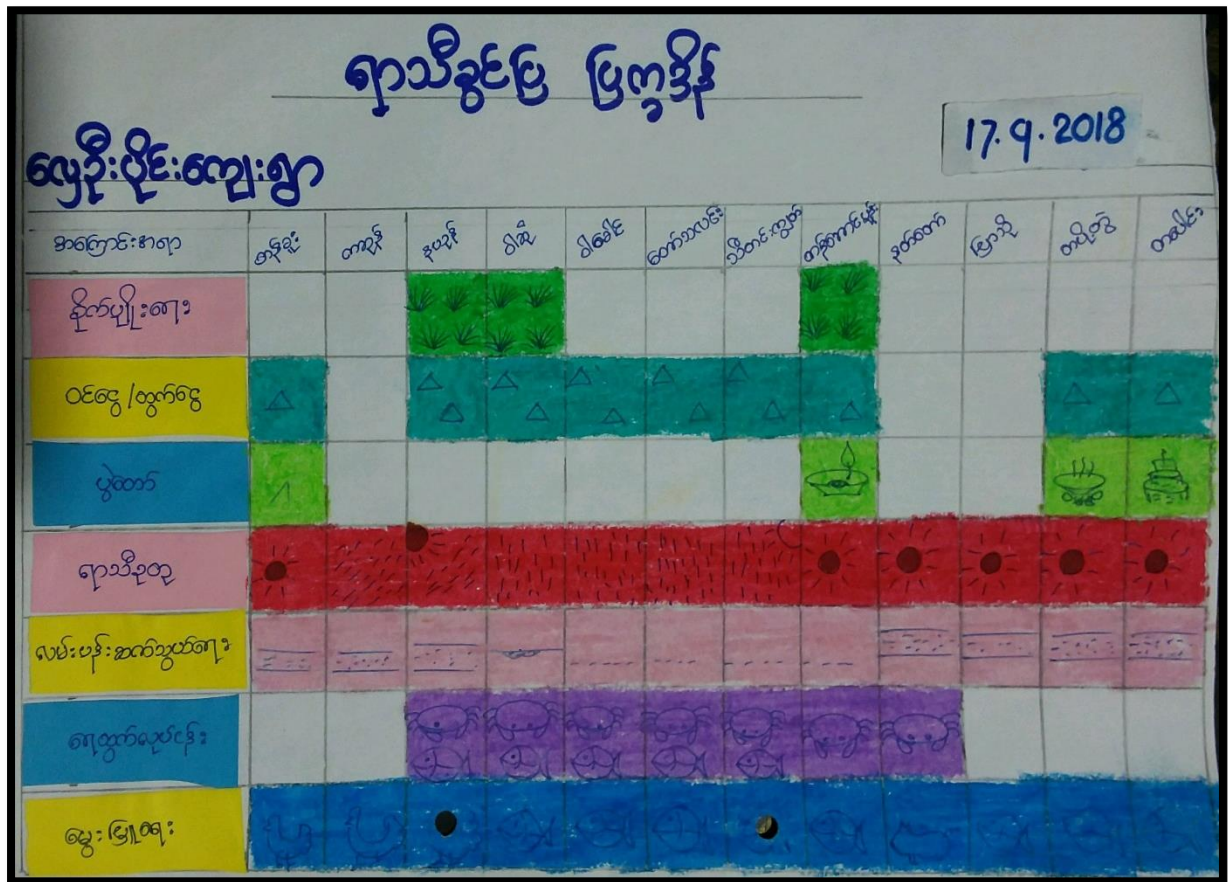 ရာသီခွင်ပြ ပြက္ခဒိန်
17.9.2018
လှေဦးပိုင်းကျေးရွာ
အကြောင်းအရာ တန်ခူး ကဆုန် နယုန် ဝါဆို ဝါခေါင် တော်သလင်း သီတင်းကျွတ် တန်ဆောင်မုန်း နတ်တော် ပြာသို တပို့တွဲ တပေါင်း
စိုက်ပျိုးရေး
ဝင်ငွေ/ထွက်ငွေ
ပွဲတော်
ရာသီဥတု
လမ်းပန်းဆက်သွယ်ရေး
ရေထွက်လုပ်ငန်း
မွေးမြူရေး